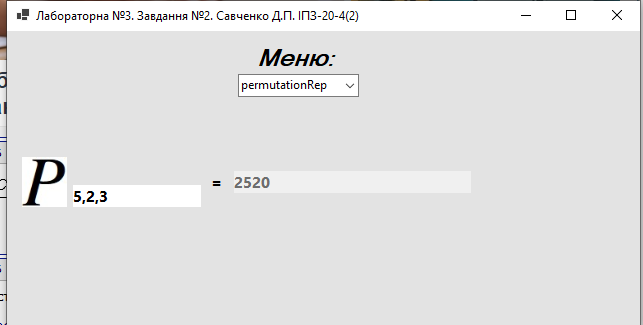 Лабораторна №3. Завдання №2. Савченко Д.П. ІПЗ-20-4(2)
Меню:
permutationRep
P 5,2,3 = 2520